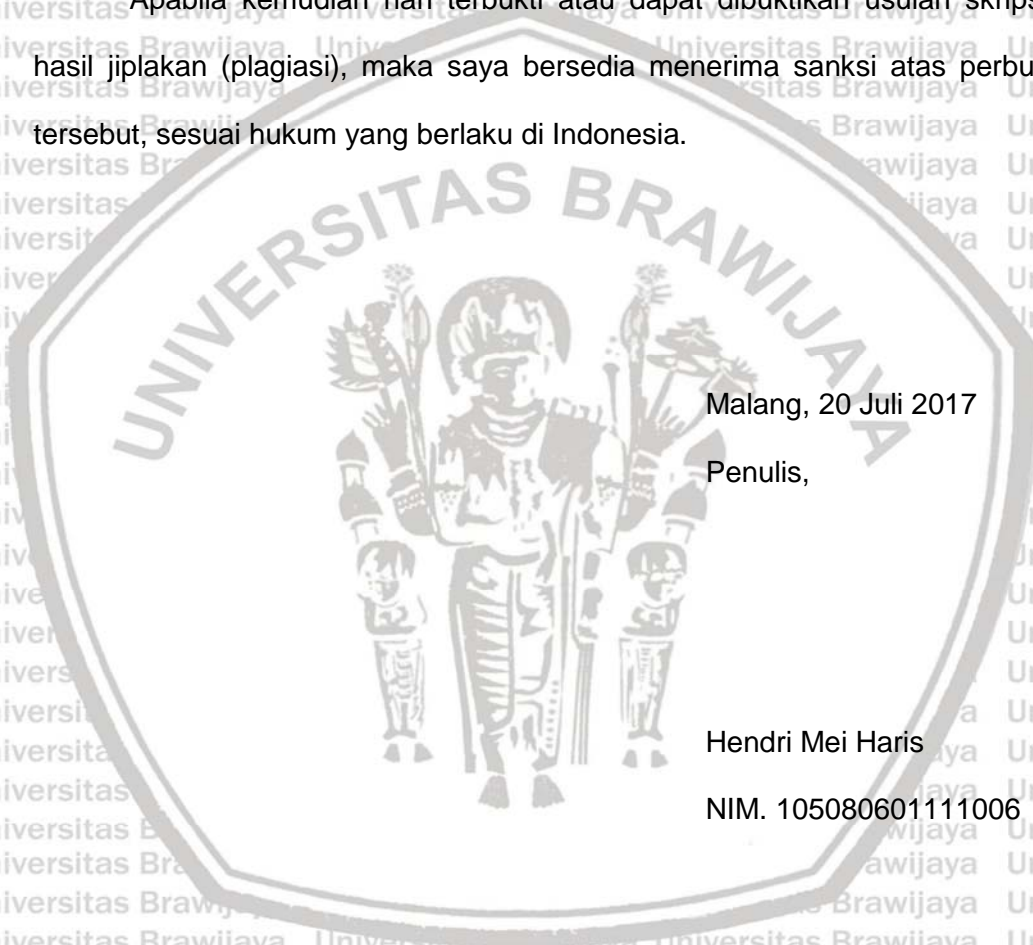 Apabila kemudian hari terbukti atau dapat dibuktikan usulan skrips
hasil jiplakan (plagiasi), maka saya bersedia menerima sanksi atas perbu
tersebut, sesuai hukum yang berlaku di Indonesia.
UNIVERSITAS BRAWIJAYA
Malang, 20 Juli 2017
Penulis,
Hendri Mei Haris
NIM. 105080601111006